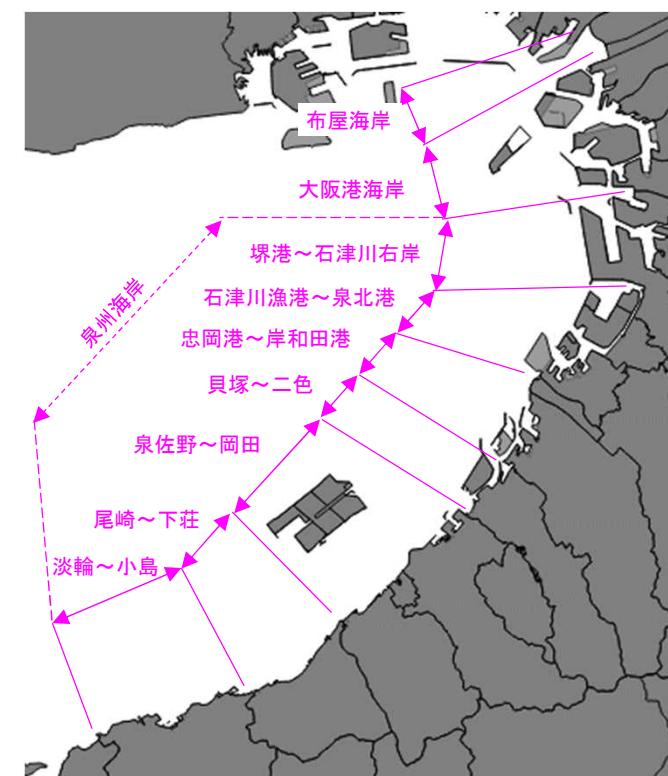 布屋海岸
大阪港海岸
堺港～石津川右岸
泉州海岸
石津川漁港～泉北港
忠岡港～岸和田港
貝塚～二色
泉佐野～岡田
尾崎～下荘
淡輪～小島